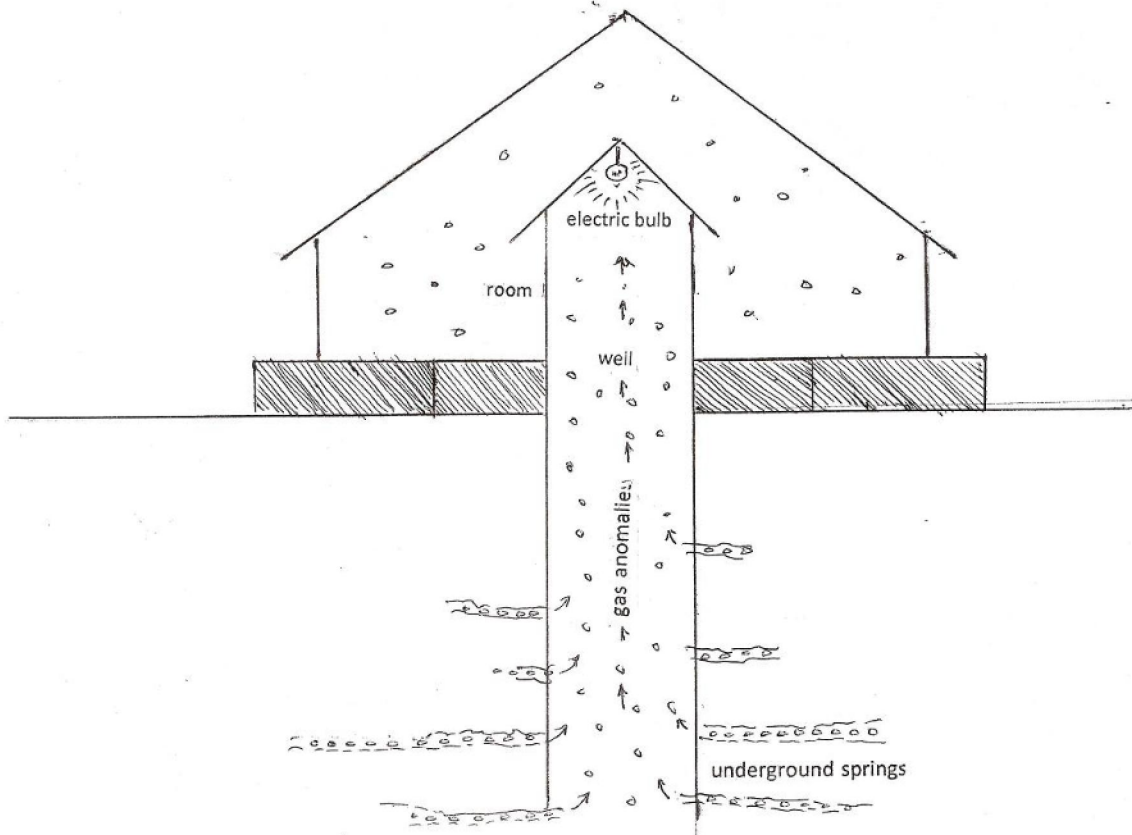 electric bulb
room
well
gas anomalies
underground springs